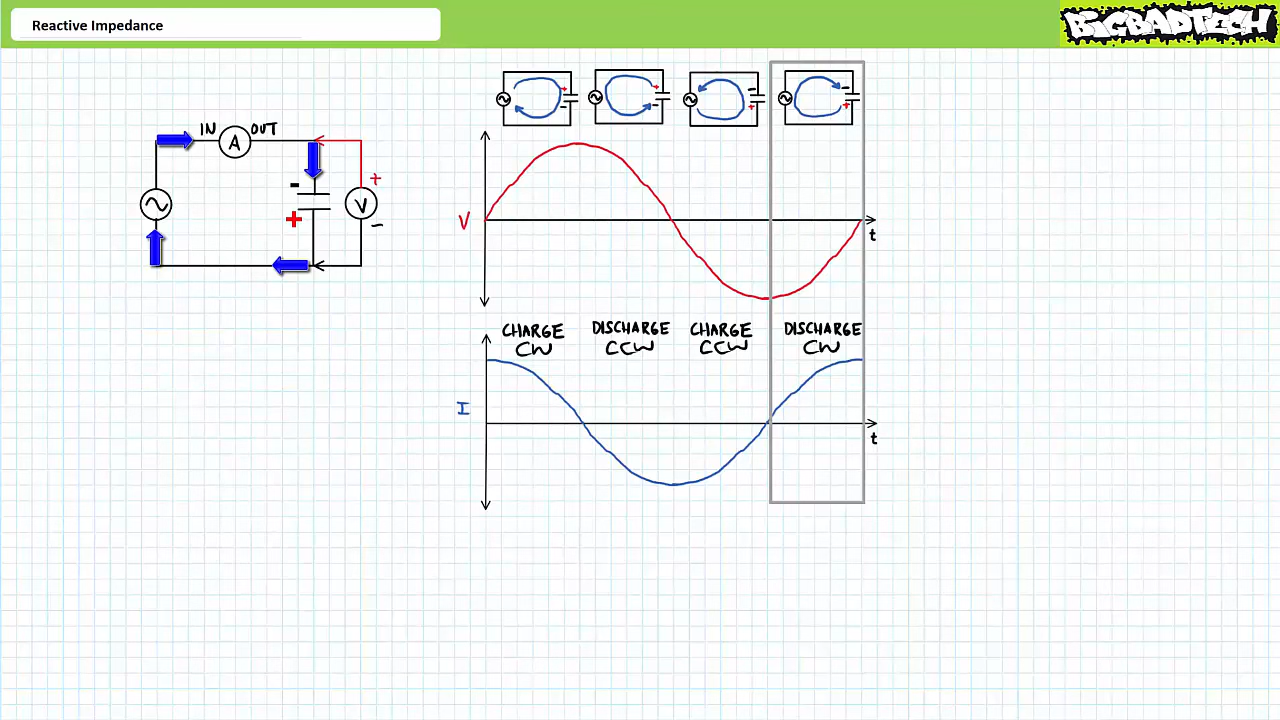 Reactive Impedance
BIGBADTECH
IN A OUT
- + V + -
+ - + - - + - +
V
t
CHARGE CW
DISCHARGE CCW
CHARGE CCW
DISCHARGE CW
I
t